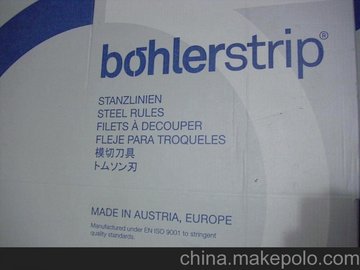 böhlerstrip®
STANZLINIEN
STEEL RULES
FILETS À DECOUPER
FLEJE PARA TROQUELES
模切刀具
トムソン刃
MADE IN AUSTRIA, EUROPE
Manufactured under EN ISO 9001 to stringent
quality standards.
china.makepolo.com